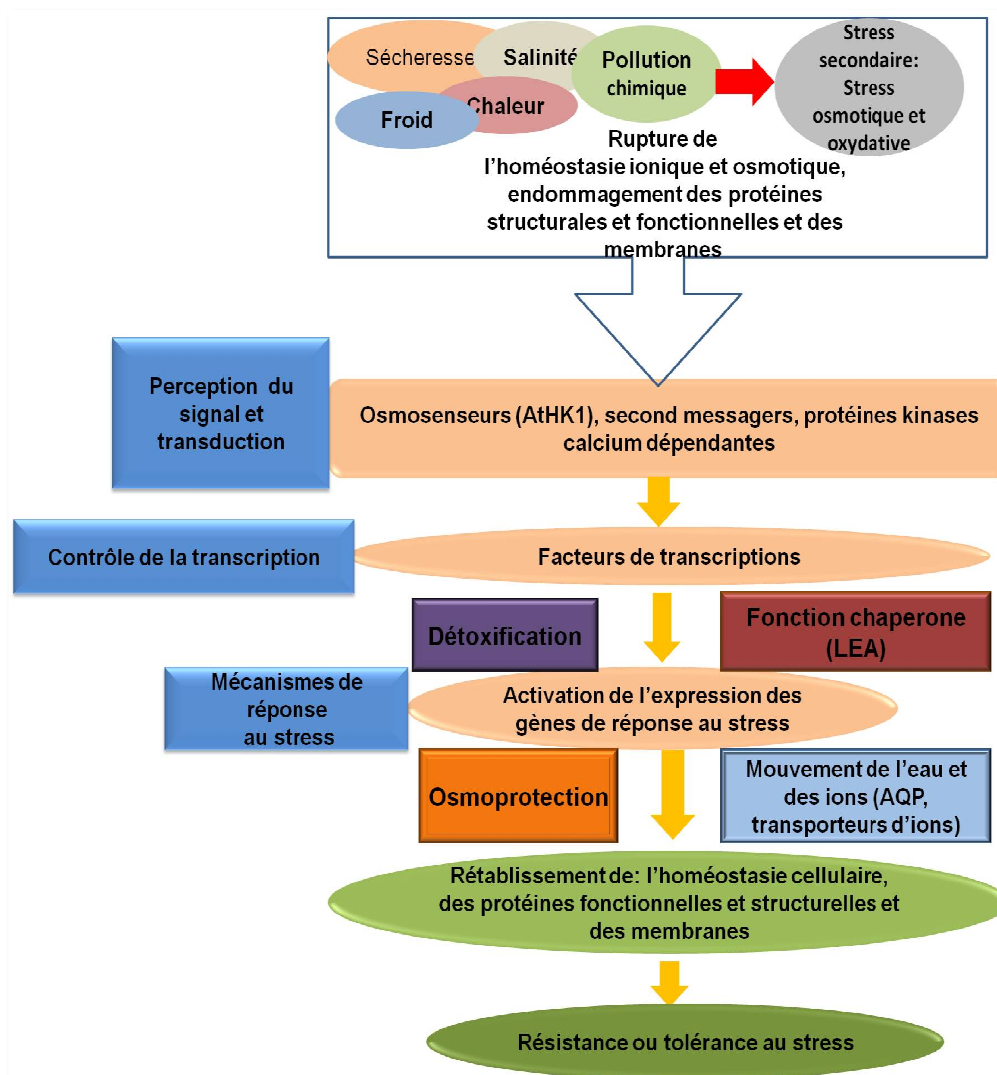 Sécheresse
Salinité
Pollution
chimique
Froid
Chaleur
Stress
secondaire:
Stress
osmotique et
oxydative
Rupture de
l’homéostasie ionique et osmotique,
endommagement des protéines
structurales et fonctionnelles et des
membranes
Perception du
signal et
transduction
Osmosenseurs (AtHK1), second messagers, protéines kinases
calcium dépendantes
Contrôle de la transcription
Facteurs de transcriptions
Détoxification
Fonction chaperone
(LEA)
Mécanismes de
réponse
au stress
Activation de l’expression des
gènes de réponse au stress
Osmoprotection
Mouvement de l’eau et
des ions (AQP,
transporteurs d’ions)
Rétablissement de: l’homéostasie cellulaire,
des protéines fonctionnelles et structurelles et
des membranes
Résistance ou tolérance au stress